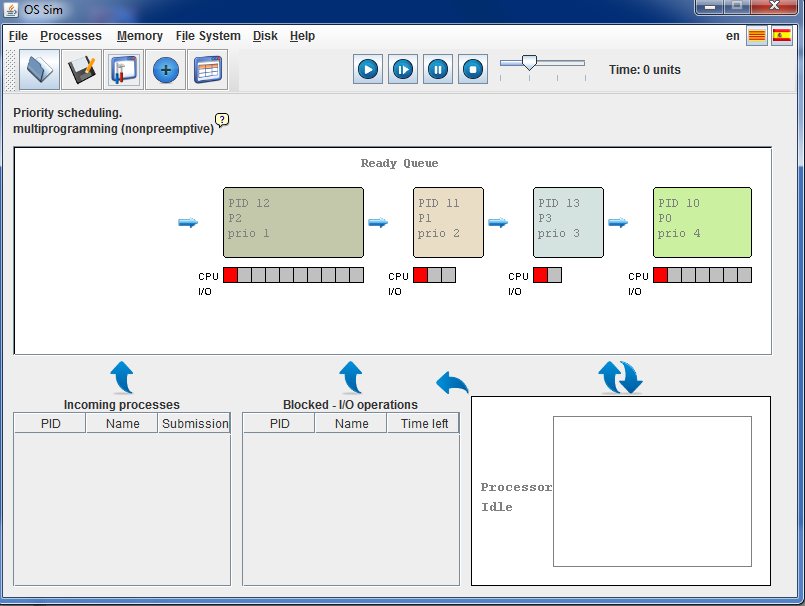 OS Sim
File Processes Memory File System Disk Help en
Time: 0 units
Priority scheduling.
multiprogramming (nonpreemptive) ?
Ready Queue
PID 12
P2
prio 1
CPU
I/O
PID 11
P1
prio 2
CPU
I/O
PID 13
P3
prio 3
CPU
I/O
PID 10
P0
prio 4
CPU
I/O
Incoming processes
PID Name Submission
Blocked - I/O operations
PID Name Time left
Processor
Idle